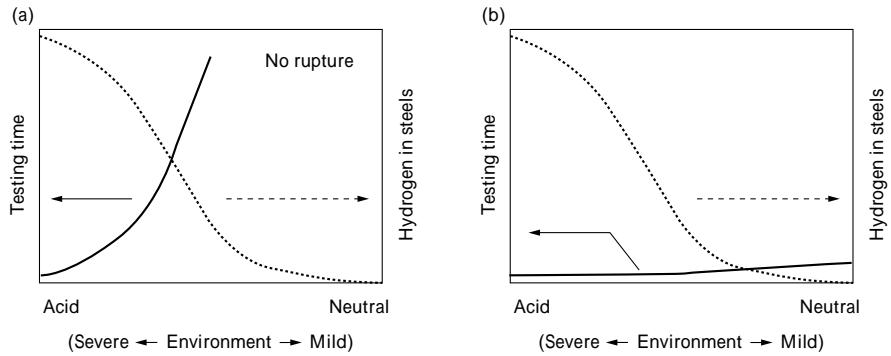 (a)
Testing time
No rupture
Hydrogen in steels
Acid Neutral
(Severe ← Environment → Mild)
(b)
Testing time
Hydrogen in steels
Acid Neutral
(Severe ← Environment → Mild)